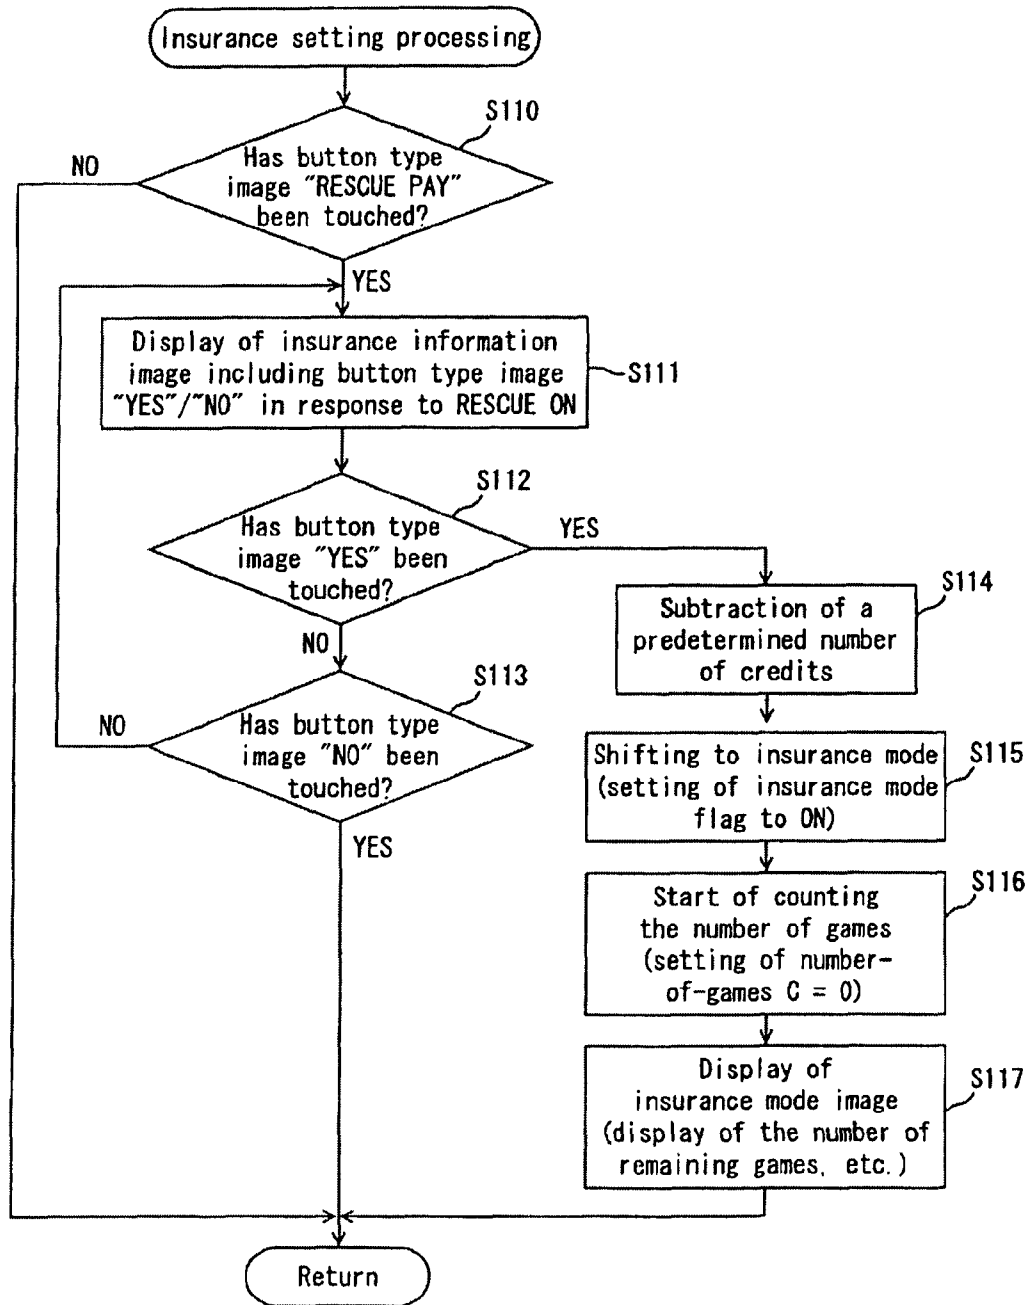 Insurance setting processing
S110
NO
Has button type
image "RESCUE PAY"
been touched?
YES
Display of insurance information
image including button type image
"YES"/"NO" in response to RESCUE ON
S111
S112
Has button type
image "YES" been
touched?
YES
NO
S114
Subtraction of a
predetermined number
of credits
S113
NO
Has button type
image "NO" been
touched?
YES
Shifting to insurance mode
(setting of insurance mode
flag to ON)
S115
S116
Start of counting
the number of games
(setting of number-
of-games C = 0)
S117
Display of
insurance mode image
(display of the number of
remaining games, etc.)
Return